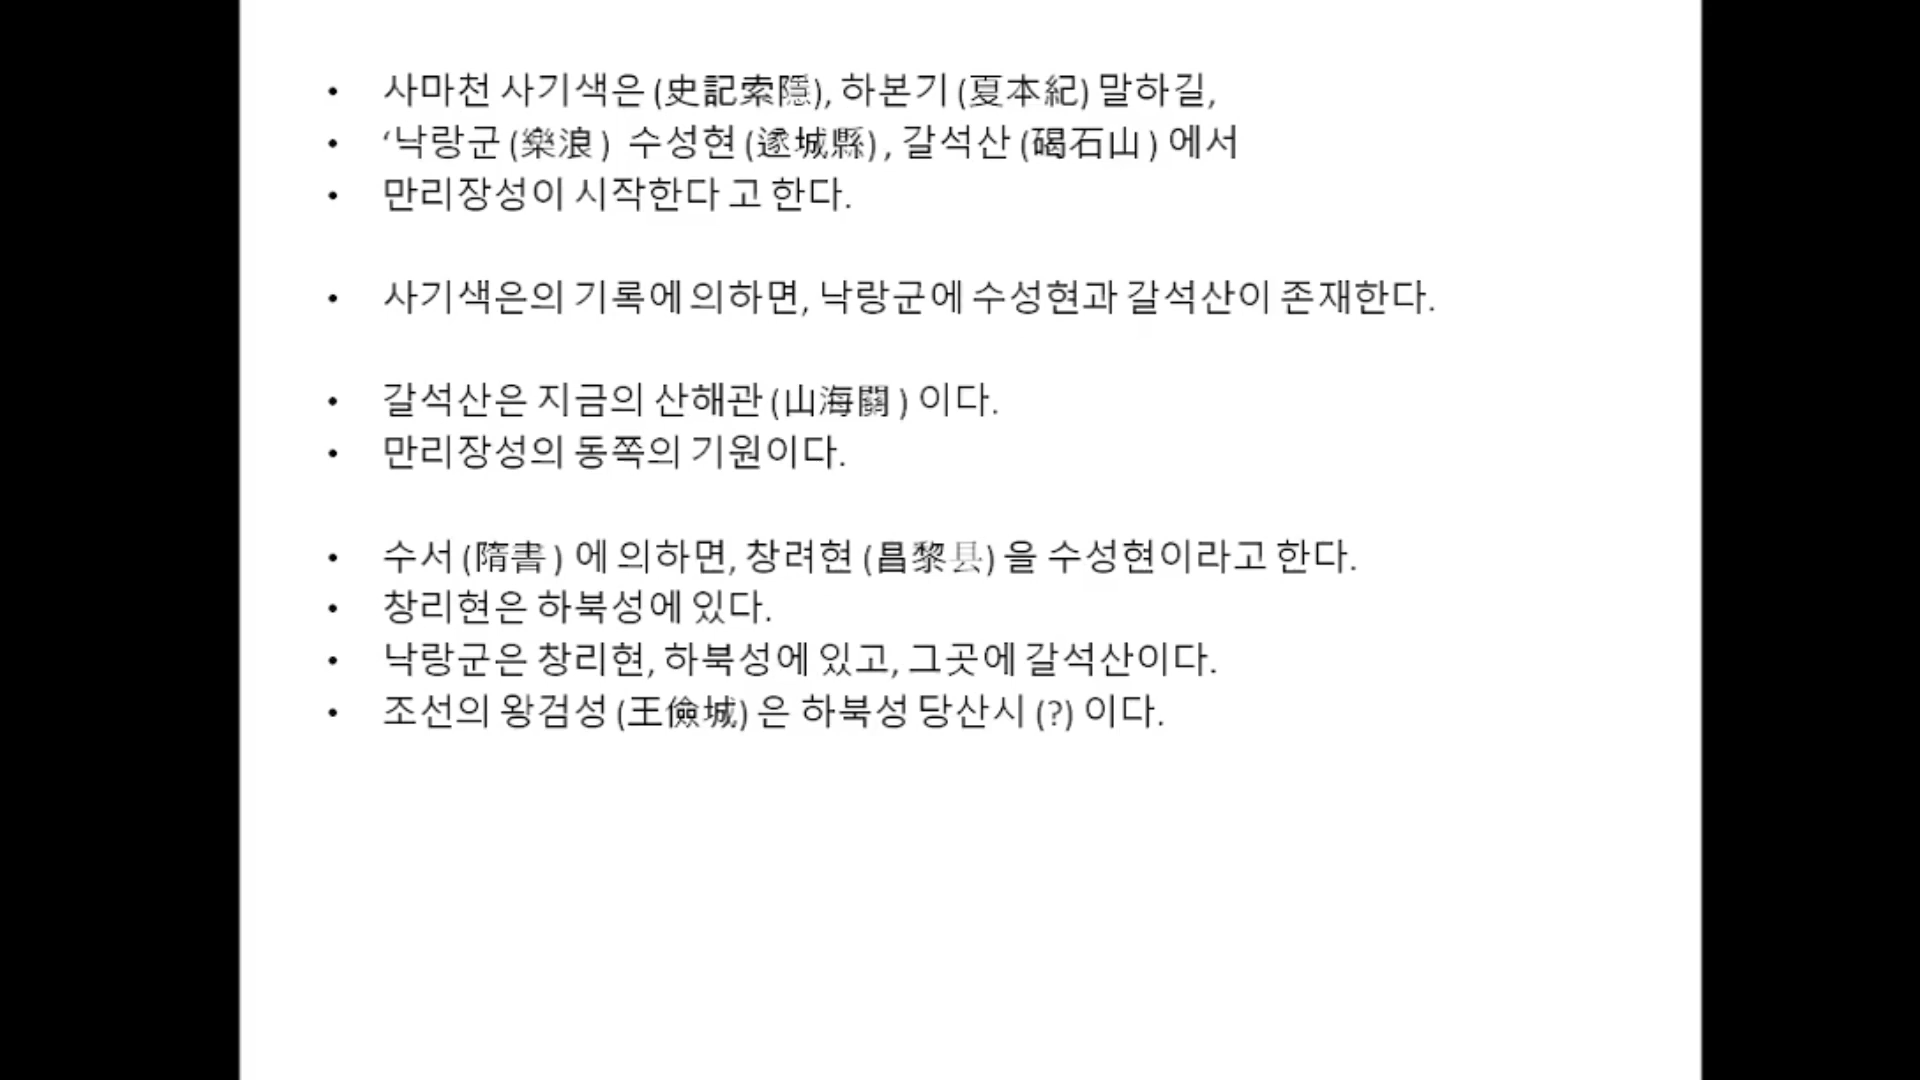 • 사마천 사기색은 (史記索隱), 하본기 (夏本紀) 말하길,
• ‘낙랑군 (樂浪 ) 수성현 (遂城縣) , 갈석산 (碣石山 ) 에서
• 만리장성이 시작한다 고 한다.
• 사기색은의 기록에 의하면, 낙랑군에 수성현과 갈석산이 존재한다.
• 갈석산은 지금의 산해관 (山海關 ) 이다.
• 만리장성의 동쪽의 기원이다.
• 수서 (隋書 ) 에 의하면, 창려현 (昌黎县) 을 수성현이라고 한다.
• 창리현은 하북성에 있다.
• 낙랑군은 창리현, 하북성에 있고, 그곳에 갈석산이다.
• 조선의 왕검성 (王儉城) 은 하북성 당산시 (?) 이다.